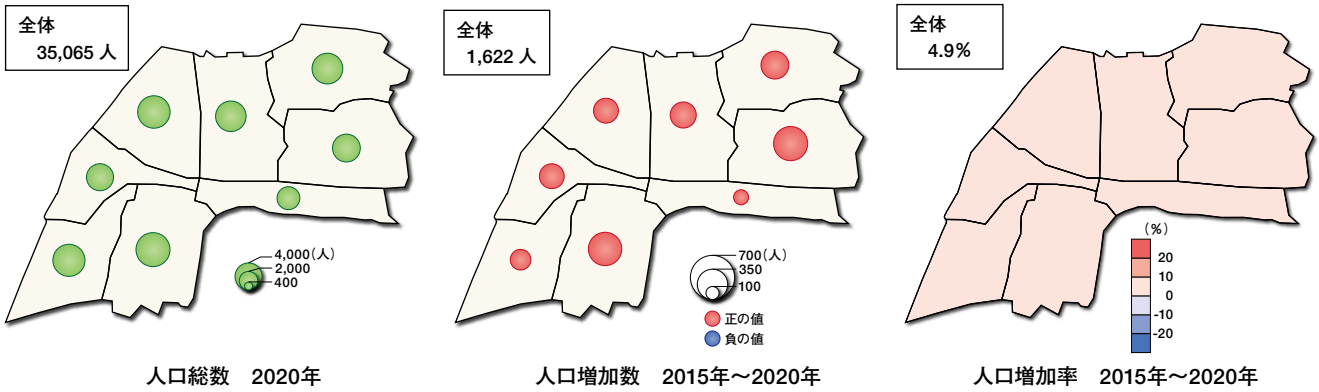 全体
35,065 人
4,000(人)
2,000
400
人口総数 2020年
全体
1,622 人
700(人)
350
100
正の値
負の値
人口増加数 2015年～2020年
全体
4.9%
(%)
20
10
0
-10
-20
人口増加率 2015年～2020年